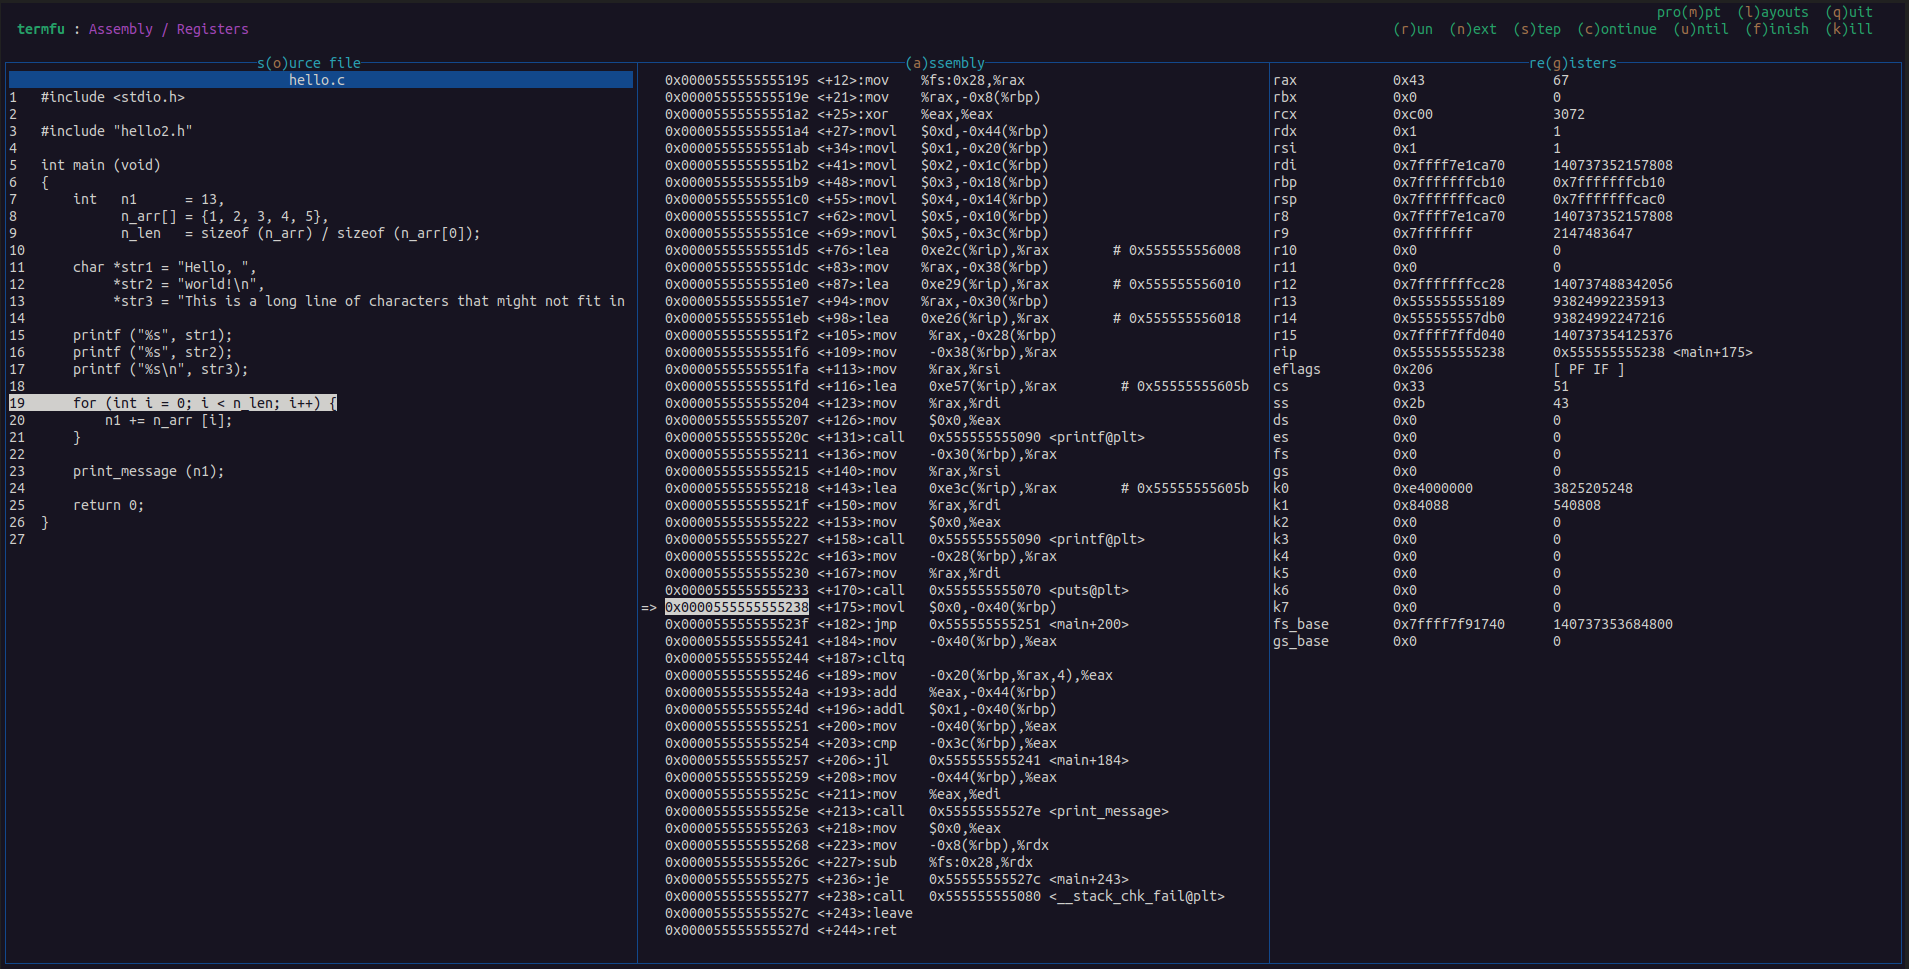 pro(m)pt  (l)ayouts  (q)uit
termfu : Assembly / Registers
(r)un  (n)ext  (s)tep  (c)ontinue  (u)ntil  (f)inish  (k)ill
s(o)urce file
hello.c
1   #include <stdio.h>
2
3   #include "hello2.h"
4
5   int main (void)
6   {
7       int   n1      = 13,
8             n_arr[] = {1, 2, 3, 4, 5},
9             n_len   = sizeof (n_arr) / sizeof (n_arr[0]);
10
11      char *str1 = "Hello, ",
12           *str2 = "world!\n",
13           *str3 = "This is a long line of characters that might not fit in
14
15      printf ("%s", str1);
16      printf ("%s", str2);
17      printf ("%s\n", str3);
18
19      for (int i = 0; i < n_len; i++) {
20          n1 += n_arr [i];
21      }
22
23      print_message (n1);
24
25      return 0;
26  }
27
(a)ssembly
0x0000555555555195 <+12>:mov    %fs:0x28,%rax
0x000055555555519e <+21>:mov    %rax,-0x8(%rbp)
0x00005555555551a2 <+25>:xor    %eax,%eax
0x00005555555551a4 <+27>:movl   $0xd,-0x44(%rbp)
0x00005555555551ab <+34>:movl   $0x1,-0x20(%rbp)
0x00005555555551b2 <+41>:movl   $0x2,-0x1c(%rbp)
0x00005555555551b9 <+48>:movl   $0x3,-0x18(%rbp)
0x00005555555551c0 <+55>:movl   $0x4,-0x14(%rbp)
0x00005555555551c7 <+62>:movl   $0x5,-0x10(%rbp)
0x00005555555551ce <+69>:movl   $0x5,-0x3c(%rbp)
0x00005555555551d5 <+76>:lea    0xe2c(%rip),%rax        # 0x555555556008
0x00005555555551dc <+83>:mov    %rax,-0x38(%rbp)
0x00005555555551e0 <+87>:lea    0xe29(%rip),%rax        # 0x555555556010
0x00005555555551e7 <+94>:mov    %rax,-0x30(%rbp)
0x00005555555551eb <+98>:lea    0xe26(%rip),%rax        # 0x555555556018
0x00005555555551f2 <+105>:mov    %rax,-0x28(%rbp)
0x00005555555551f6 <+109>:mov    -0x38(%rbp),%rax
0x00005555555551fa <+113>:mov    %rax,%rsi
0x00005555555551fd <+116>:lea    0xe57(%rip),%rax        # 0x55555555605b
0x0000555555555204 <+123>:mov    %rax,%rdi
0x0000555555555207 <+126>:mov    $0x0,%eax
0x000055555555520c <+131>:call   0x555555555090 <printf@plt>
0x0000555555555211 <+136>:mov    -0x30(%rbp),%rax
0x0000555555555215 <+140>:mov    %rax,%rsi
0x0000555555555218 <+143>:lea    0xe3c(%rip),%rax        # 0x55555555605b
0x000055555555521f <+150>:mov    %rax,%rdi
0x0000555555555222 <+153>:mov    $0x0,%eax
0x0000555555555227 <+158>:call   0x555555555090 <printf@plt>
0x000055555555522c <+163>:mov    -0x28(%rbp),%rax
0x0000555555555230 <+167>:mov    %rax,%rdi
0x0000555555555233 <+170>:call   0x555555555070 <puts@plt>
=> 0x0000555555555238 <+175>:movl   $0x0,-0x40(%rbp)
0x000055555555523f <+182>:jmp    0x555555555251 <main+200>
0x0000555555555241 <+184>:mov    -0x40(%rbp),%eax
0x0000555555555244 <+187>:cltq
0x0000555555555246 <+189>:mov    -0x20(%rbp,%rax,4),%eax
0x000055555555524a <+193>:add    %eax,-0x44(%rbp)
0x000055555555524d <+196>:addl   $0x1,-0x40(%rbp)
0x0000555555555251 <+200>:mov    -0x40(%rbp),%eax
0x0000555555555254 <+203>:cmp    -0x3c(%rbp),%eax
0x0000555555555257 <+206>:jl     0x555555555241 <main+184>
0x0000555555555259 <+208>:mov    -0x44(%rbp),%eax
0x000055555555525c <+211>:mov    %eax,%edi
0x000055555555525e <+213>:call   0x55555555527e <print_message>
0x0000555555555263 <+218>:mov    $0x0,%eax
0x0000555555555268 <+223>:mov    -0x8(%rbp),%rdx
0x000055555555526c <+227>:sub    %fs:0x28,%rdx
0x0000555555555275 <+236>:je     0x55555555527c <main+243>
0x0000555555555277 <+238>:call   0x555555555080 <__stack_chk_fail@plt>
0x000055555555527c <+243>:leave
0x000055555555527d <+244>:ret
re(g)isters
rax            0x43                67
rbx            0x0                 0
rcx            0xc00               3072
rdx            0x1                 1
rsi            0x1                 1
rdi            0x7ffff7e1ca70      140737352157808
rbp            0x7fffffffcb10      0x7fffffffcb10
rsp            0x7fffffffcac0      0x7fffffffcac0
r8             0x7ffff7e1ca70      140737352157808
r9             0x7fffffff          2147483647
r10            0x0                 0
r11            0x0                 0
r12            0x7fffffffcc28      140737488342056
r13            0x555555555189      93824992235913
r14            0x555555557db0      93824992247216
r15            0x7ffff7ffd040      140737354125376
rip            0x555555555238      0x555555555238 <main+175>
eflags         0x206               [ PF IF ]
cs             0x33                51
ss             0x2b                43
ds             0x0                 0
es             0x0                 0
fs             0x0                 0
gs             0x0                 0
k0             0xe4000000          3825205248
k1             0x84088             540808
k2             0x0                 0
k3             0x0                 0
k4             0x0                 0
k5             0x0                 0
k6             0x0                 0
k7             0x0                 0
fs_base        0x7ffff7f91740      140737353684800
gs_base        0x0                 0